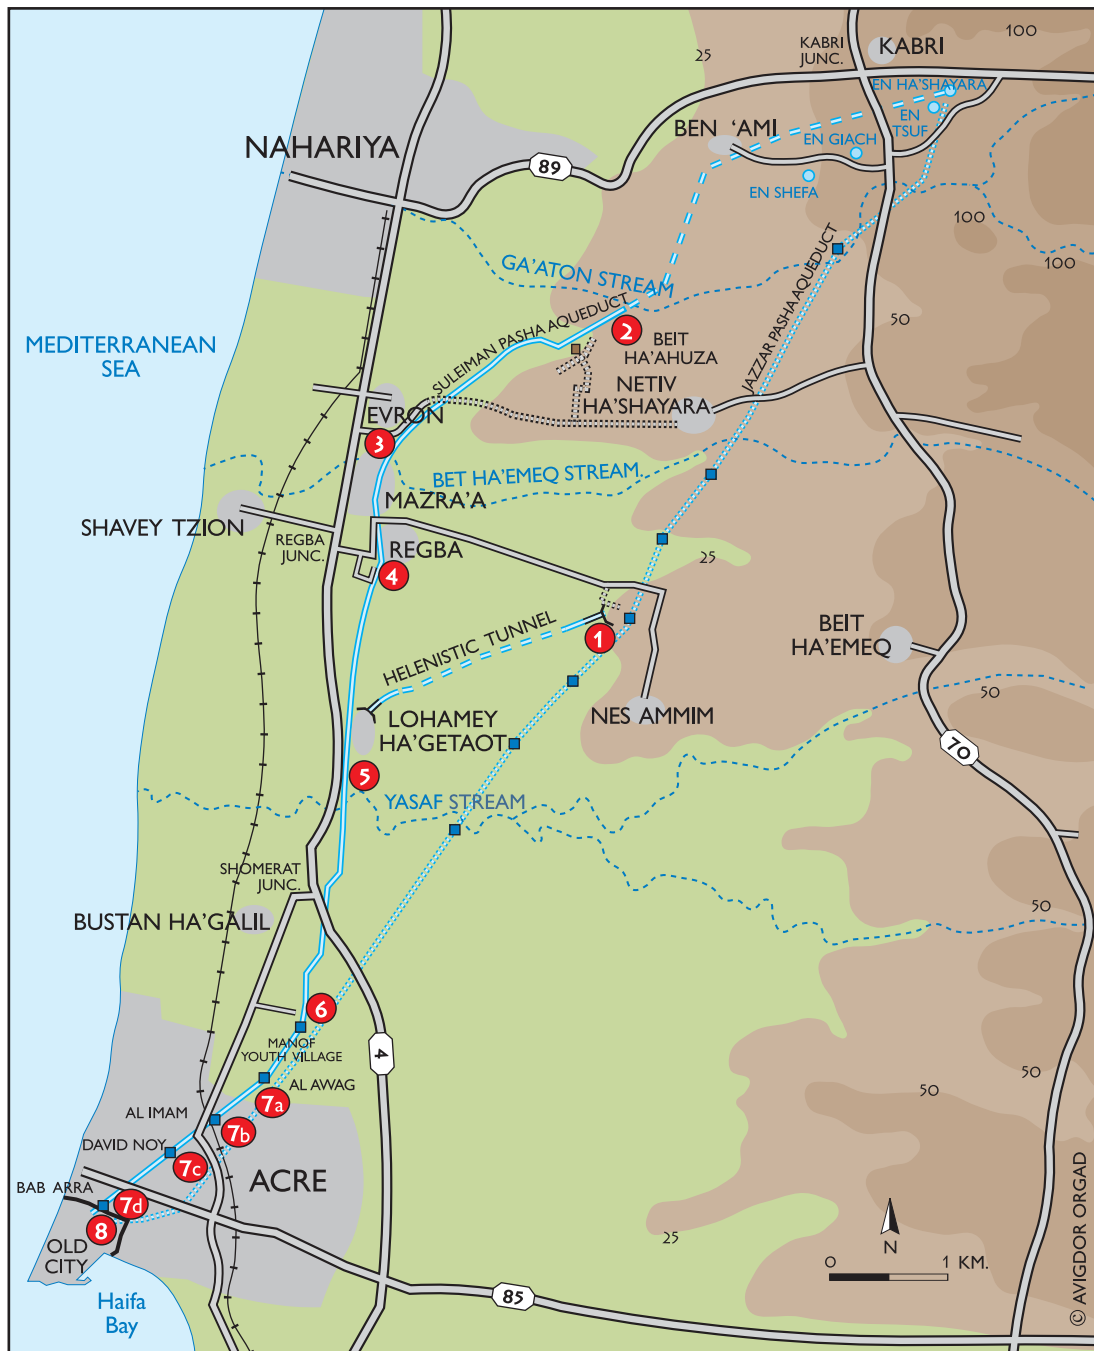 100
KABRI
JUNC.
KABRI
25
EN HA'SHAYARA
EN
TSUF
BEN 'AMI
EN GIACH
NAHARIYA
89
EN SHEFA
100
GA'ATON STREAM
100
JAZZAR PASHA AQUEDUCT
SULEIMAN PASHA AQUEDUCT
50
2
MEDITERRANEAN
SEA
BEIT
HA'AHUZA
NETIV
HA'SHAYARA
EVRON
3
BET HA'EMEQ STREAM
MAZRA'A
SHAVEY TZION
REGBA
JUNC.
REGBA
25
4
HELENISTIC TUNNEL
1
BEIT
HA'EMEQ
50
LOHAMEY
HA'GETAOT
NES AMMIM
70
5
YASAF STREAM
SHOMERAT
JUNC.
50
BUSTAN HA'GALIL
6
MANOF
YOUTH VILLAGE
4
50
AL AWAG
50
7a
AL IMAM
7b
DAVID NOY
7c
ACRE
BAB ARRA
7d
8
OLD
CITY
25
N
0 1 KM.
85
Haifa
Bay
© AVIGDOR ORGAD